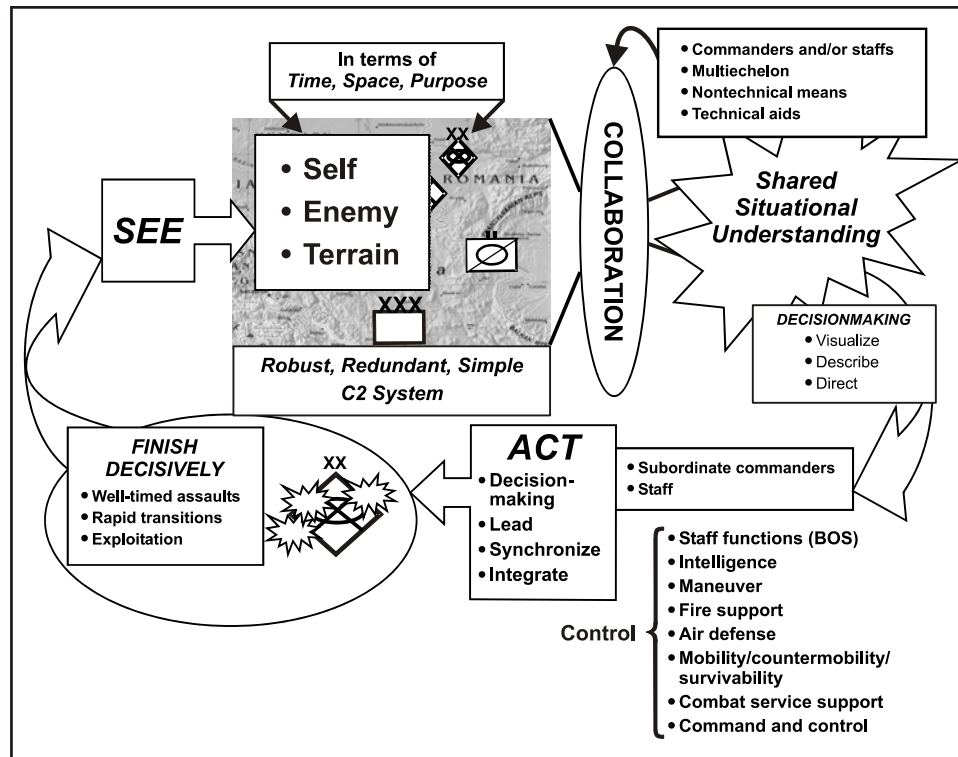 In terms of
Time, Space, Purpose
• Commanders and/or staffs
• Multiechelon
• Nontechnical means
• Technical aids
SEE
• Self
• Enemy
• Terrain
XX
ROMANIA
XXX
Robust, Redundant, Simple
C2 System
COLLABORATION
Shared
Situational
Understanding
DECISIONMAKING
• Visualize
• Describe
• Direct
FINISH
DECISIVELY
• Well-timed assaults
• Rapid transitions
• Exploitation
XX
ACT
• Decision-
making
• Lead
• Synchronize
• Integrate
• Subordinate commanders
• Staff
Control
• Staff functions (BOS)
• Intelligence
• Maneuver
• Fire support
• Air defense
• Mobility/countermobility/
survivability
• Combat service support
• Command and control